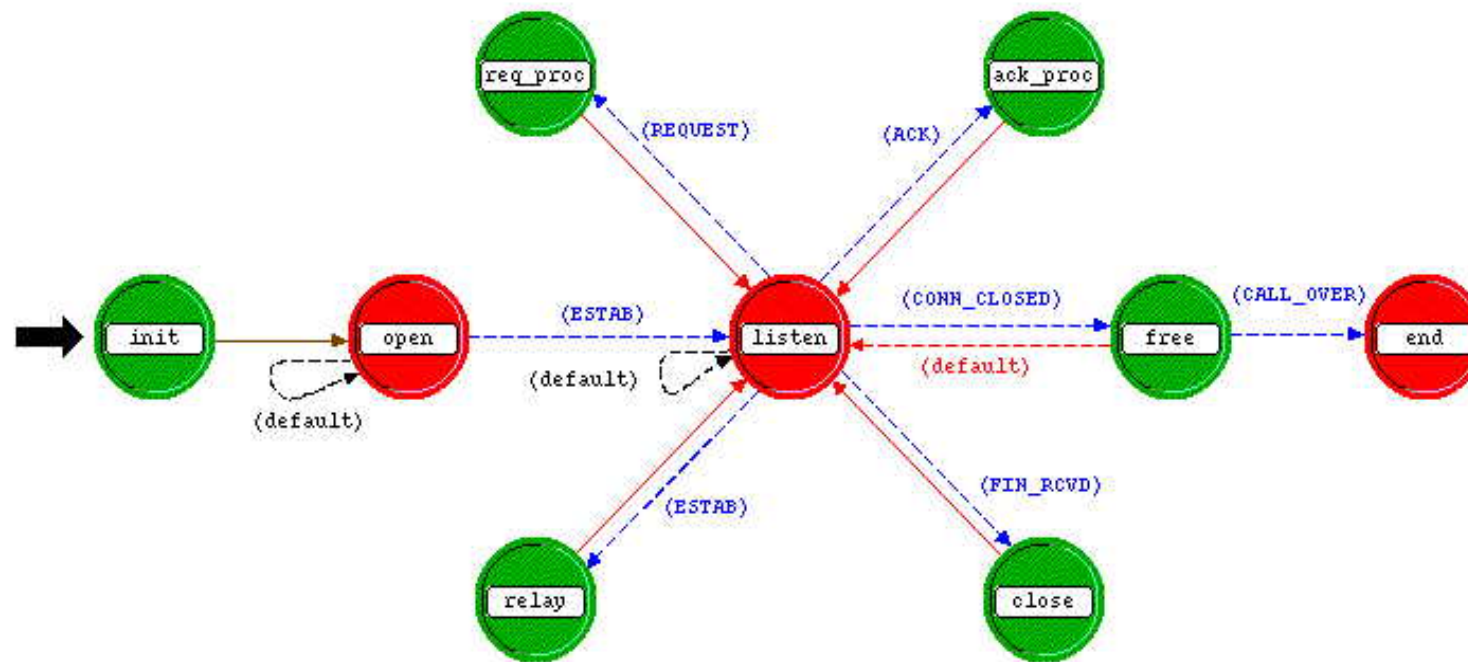 req_proc
ack_proc
(REQUEST)
(ACK)
(ESTAB)
(CONN_CLOSED)
(CALL_OVER)
init
open
listen
free
end
(default)
(default)
(default)
(ESTAB)
(FIN_RCVD)
relay
close